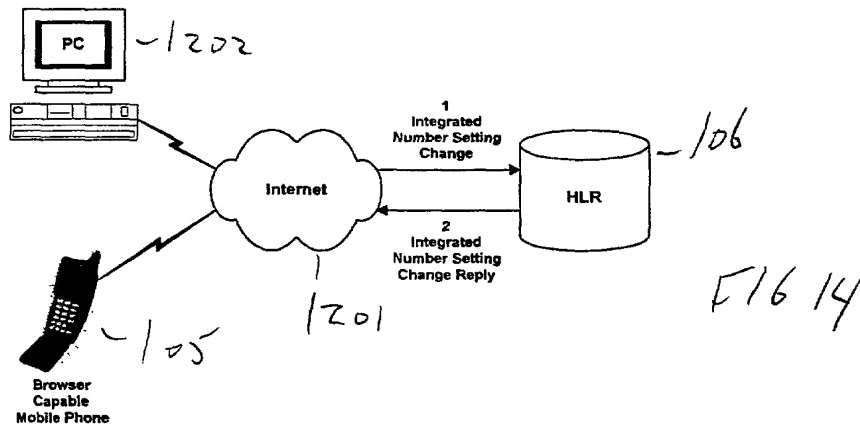 PC
1202
1
Integrated
Number Setting
Change
106
Internet
HLR
2
Integrated
Number Setting
Change Reply
1201
FIG 14
105
Browser
Capable
Mobile Phone